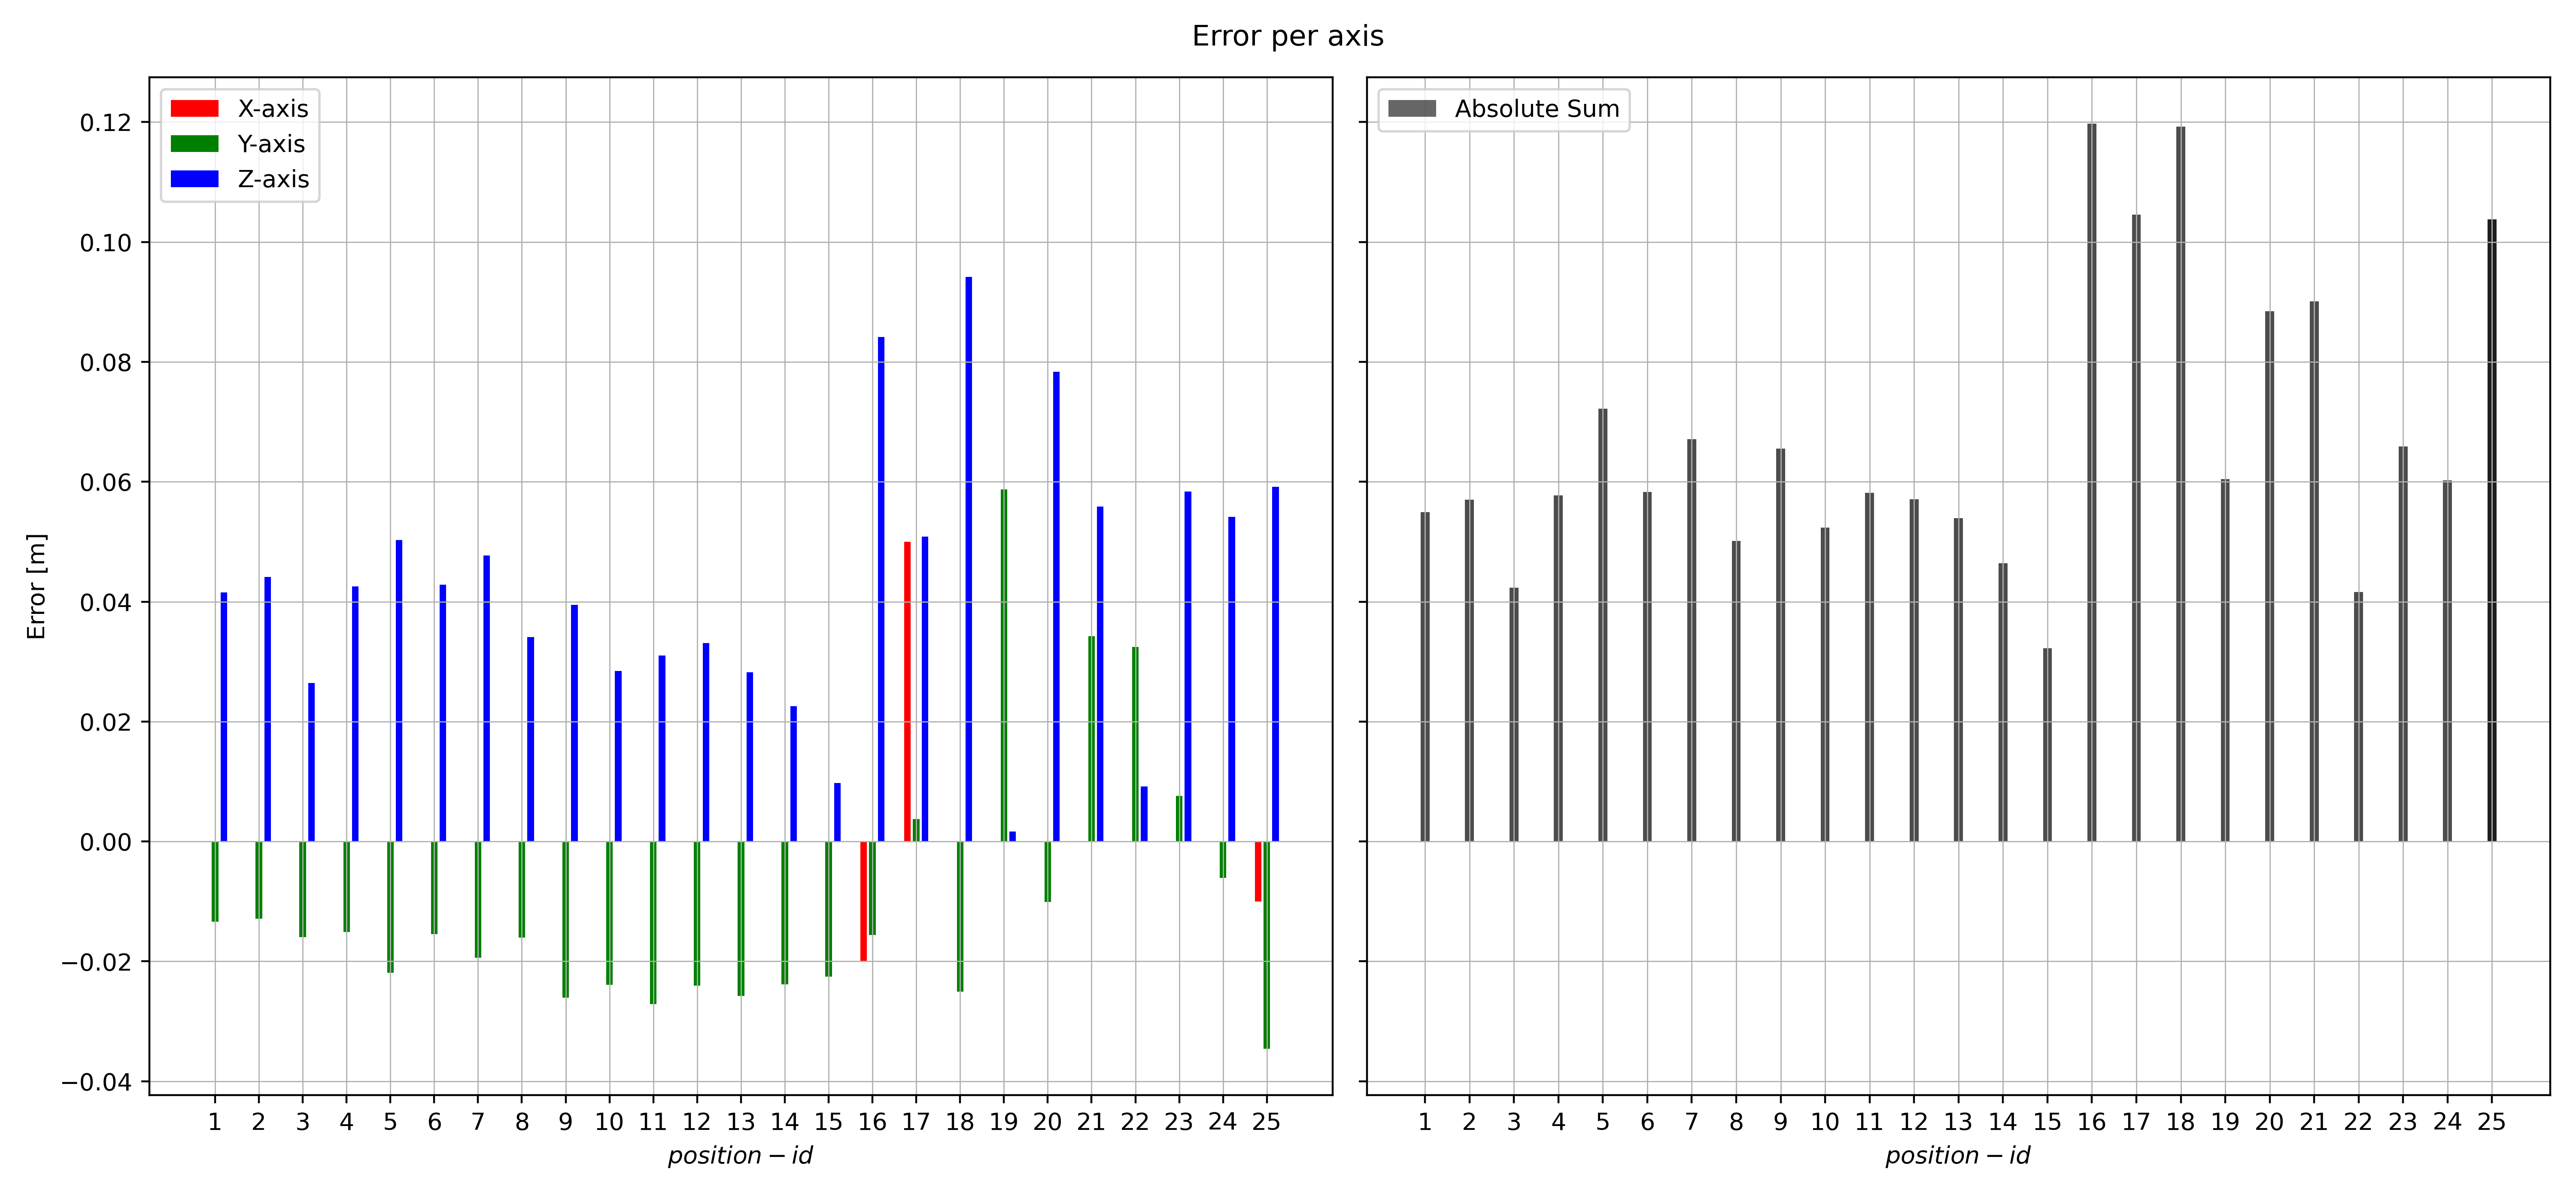 Error per axis
X-axis
Y-axis
Z-axis
Absolute Sum
0.12
0.10
0.08
0.06
0.04
0.02
0.00
−0.02
−0.04
Error [m]
1 2 3 4 5 6 7 8 9 10 11 12 13 14 15 16 17 18 19 20 21 22 23 24 25
position − id
1 2 3 4 5 6 7 8 9 10 11 12 13 14 15 16 17 18 19 20 21 22 23 24 25
position − id